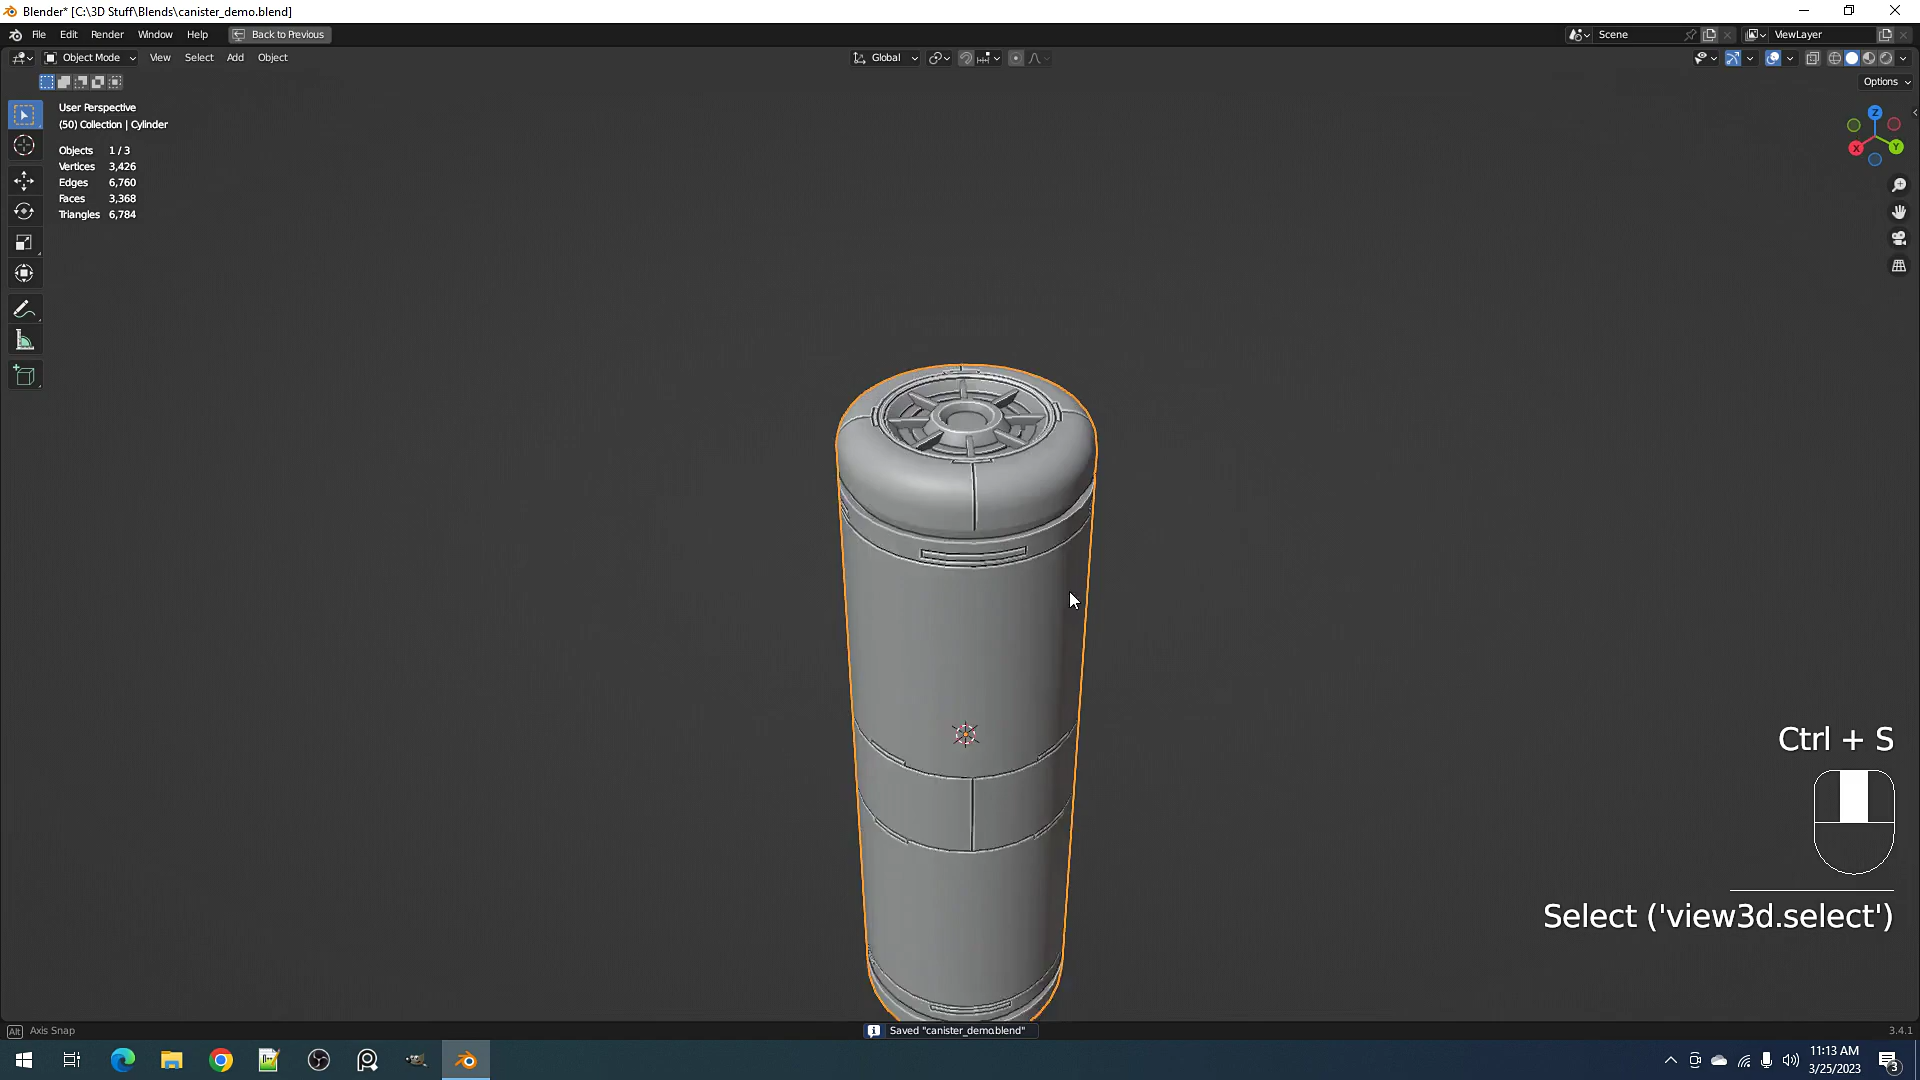 Blender* [C:\3D Stuff\Blends\canister_demo.blend]
File Edit Render Window Help Back to Previous Scene ViewLayer
Object Mode View Select Add Object Global
Options
User Perspective
(50) Collection | Cylinder
Objects 1 / 3
Vertices 3,426
Edges 6,760
Faces 3,368
Triangles 6,784
Z
X
Y
Ctrl + S
Select ('view3d.select')
Alt Axis Snap Saved "canister_demo.blend" 3.4.1
11:13 AM
3/25/2023
3